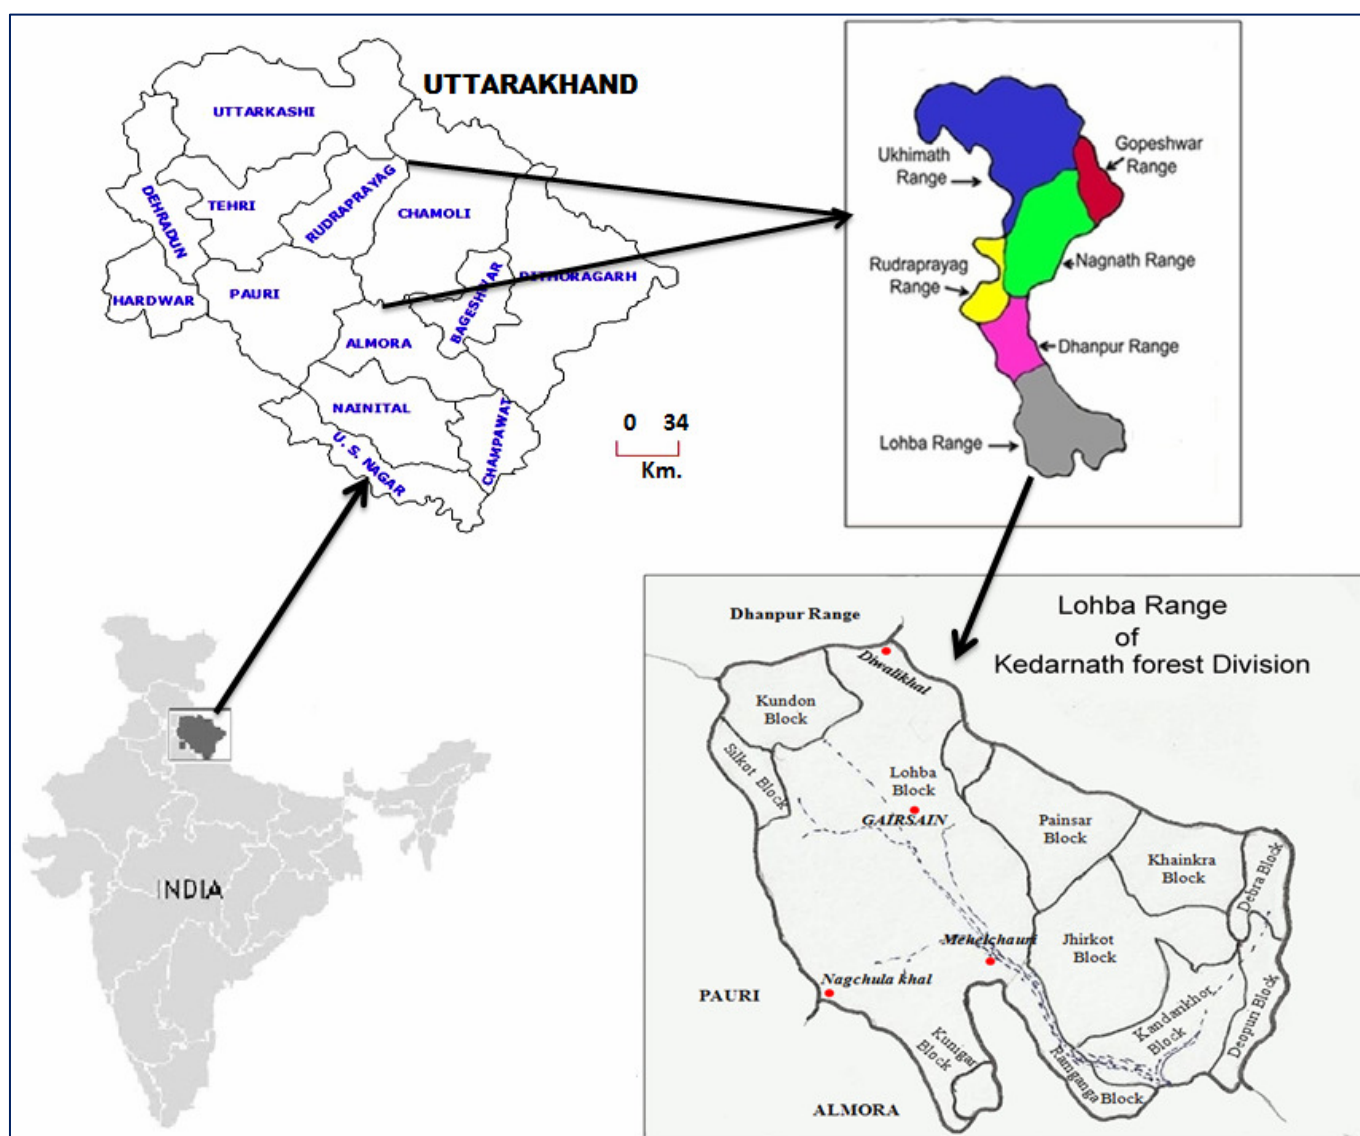 UTTARAKHAND
UTTARKASHI
DEHRADUN
TEHRI
RUDRAPRAYAG
CHAMOLI
HARDWAR
PAURI
BAGESHWAR
PITHORAGARH
ALMORA
NAINITAL
U. S. NAGAR
CHAMPAWAT
0 34
Km.
INDIA
Ukhimath
Range
Gopeshwar
Range
Rudraprayag
Range
Nagnath Range
Dhanpur Range
Lohba Range
Lohba Range
of
Kedarnath forest Division
Dhanpur Range
Diwalikhal
Kundon
Block
Silkot Block
Lohba
Block
GAIRSAIN
Painsar
Block
Khainkra
Block
Debra Block
Mehelchauri
Jhirkot
Block
Nagchula khal
PAURI
Kandankhor
Block
Deopun Block
Kunigar
Block
Ramganga Block
ALMORA